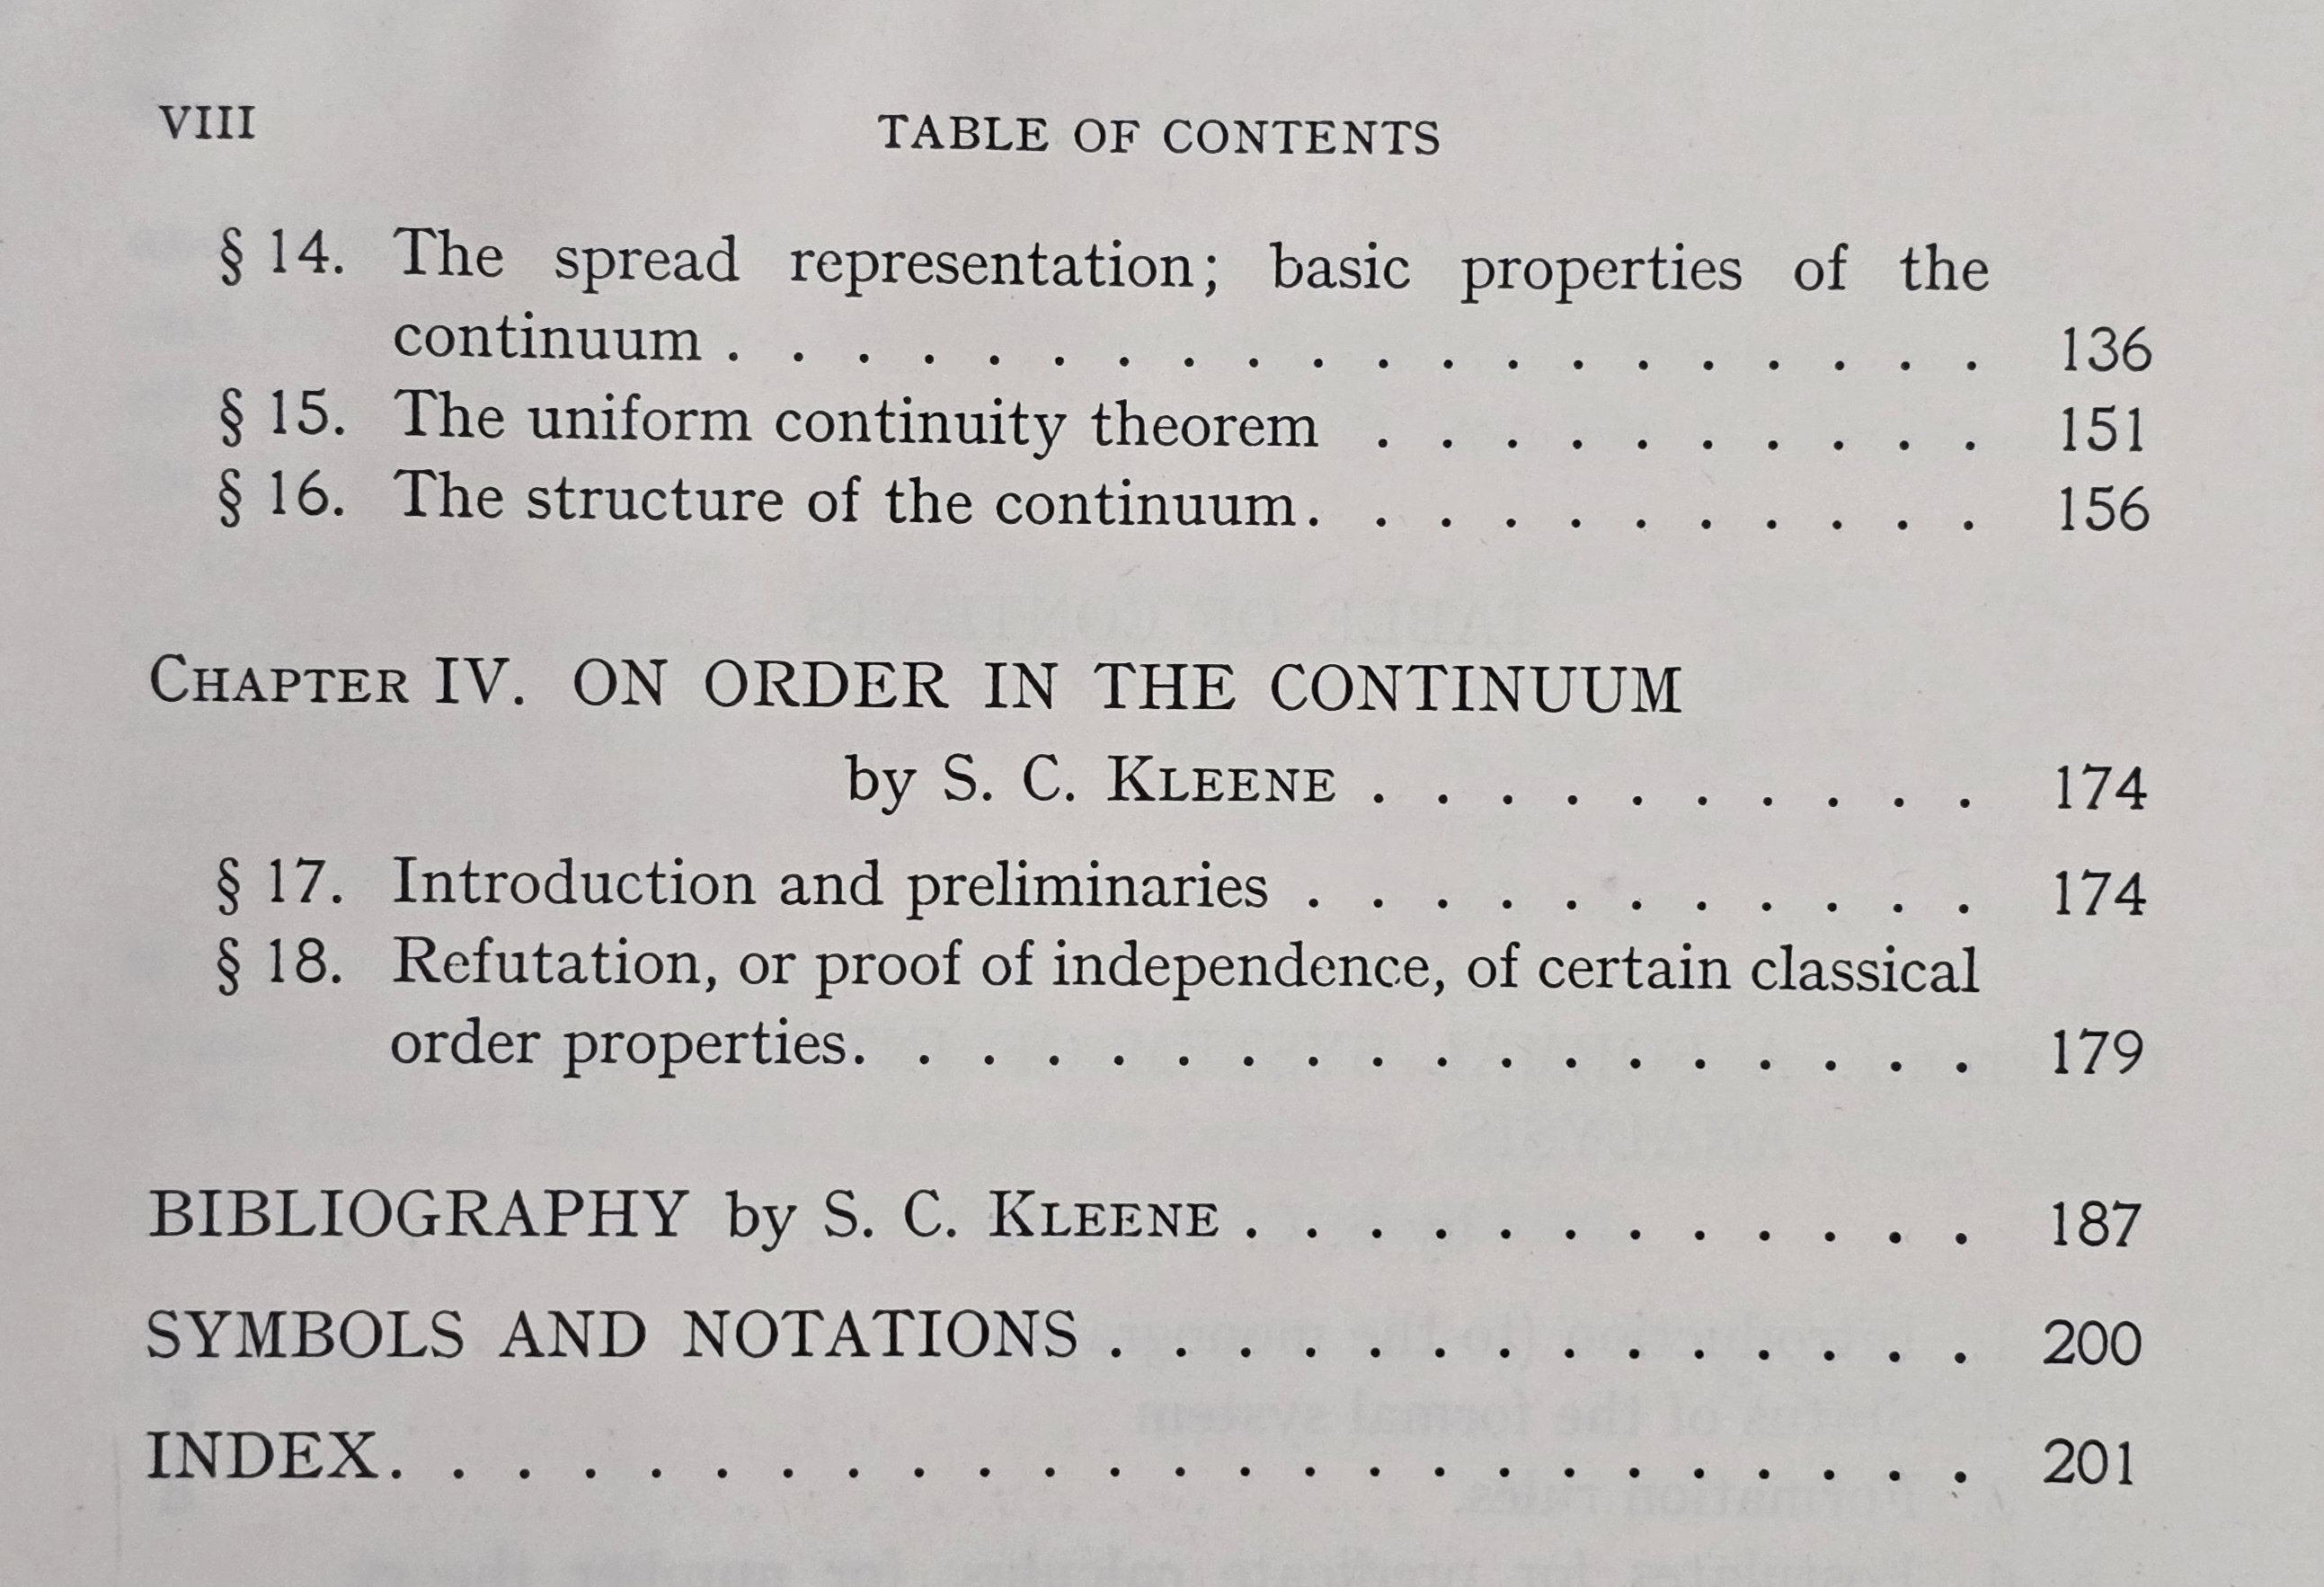 VIII
TABLE OF CONTENTS
§ 14. The spread representation; basic properties of the
continuum . . . . . . . . . . . . . . . . . . . . 136
§ 15. The uniform continuity theorem . . . . . . . . . . 151
§ 16. The structure of the continuum. . . . . . . . . . . 156
CHAPTER IV. ON ORDER IN THE CONTINUUM
by S. C. KLEENE . . . . . . . . . . 174
§ 17. Introduction and preliminaries . . . . . . . . . . . 174
§ 18. Refutation, or proof of independence, of certain classical
order properties. . . . . . . . . . . . . . . . . . 179
BIBLIOGRAPHY by S. C. KLEENE . . . . . . . . . . . . 187
SYMBOLS AND NOTATIONS . . . . . . . . . . . . . . 200
INDEX. . . . . . . . . . . . . . . . . . . . . . . . . 201